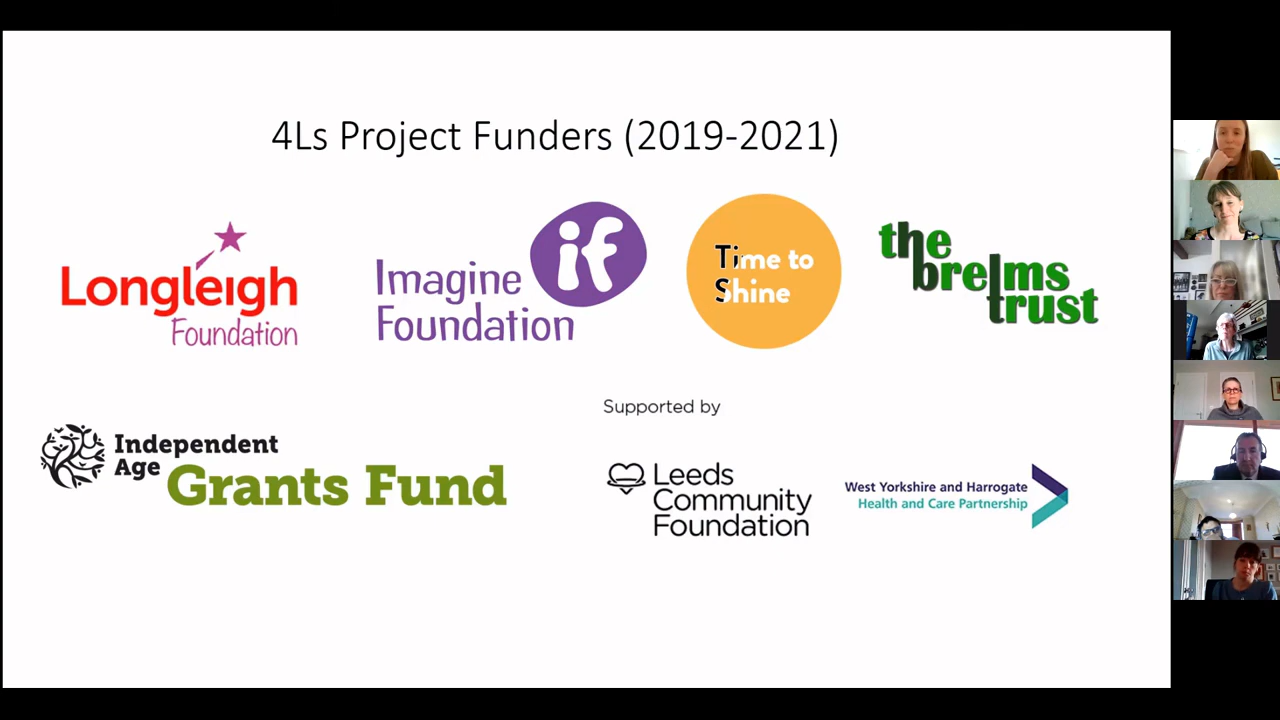 4Ls Project Funders (2019-2021)
Longleigh
Foundation
Imagine
Foundation
if
Time to
Shine
the
brelms
trust
Independent
Age
Grants Fund
Supported by
Leeds
Community
Foundation
West Yorkshire and Harrogate
Health and Care Partnership